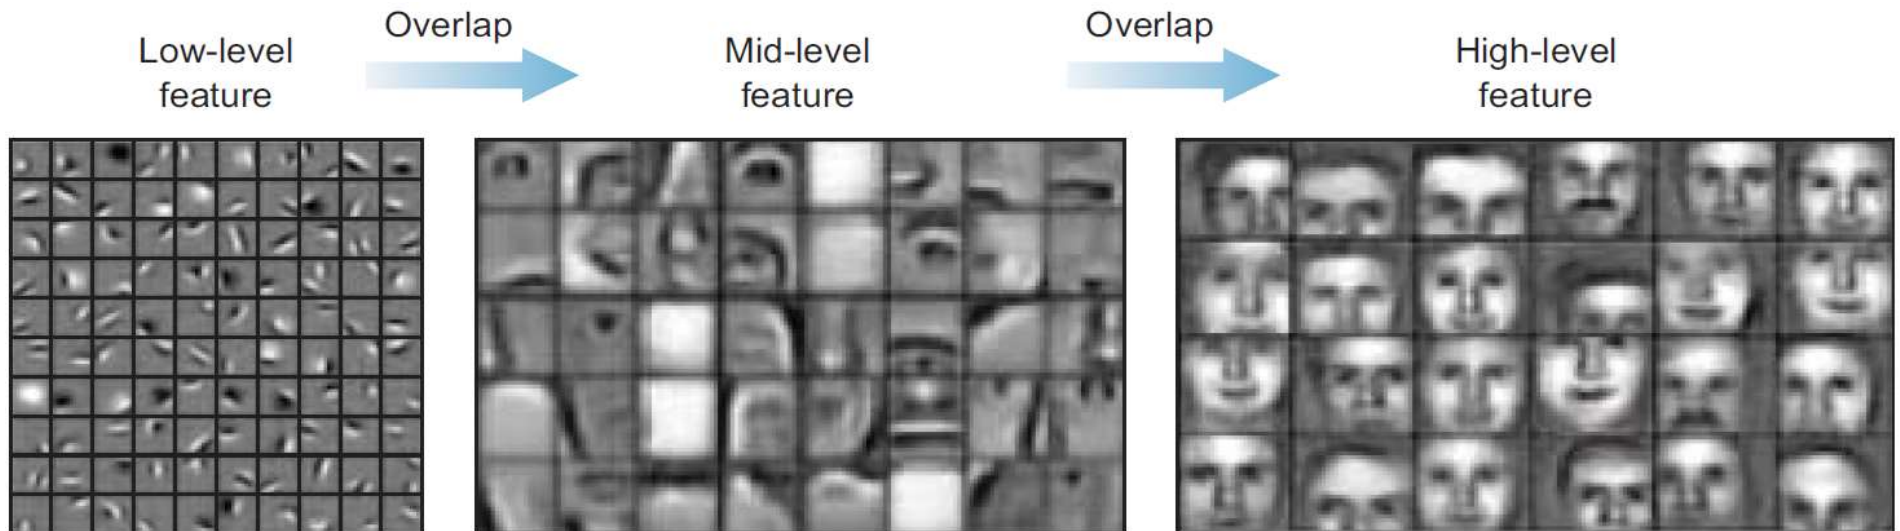 Low-level
feature
Overlap
Mid-level
feature
Overlap
High-level
feature